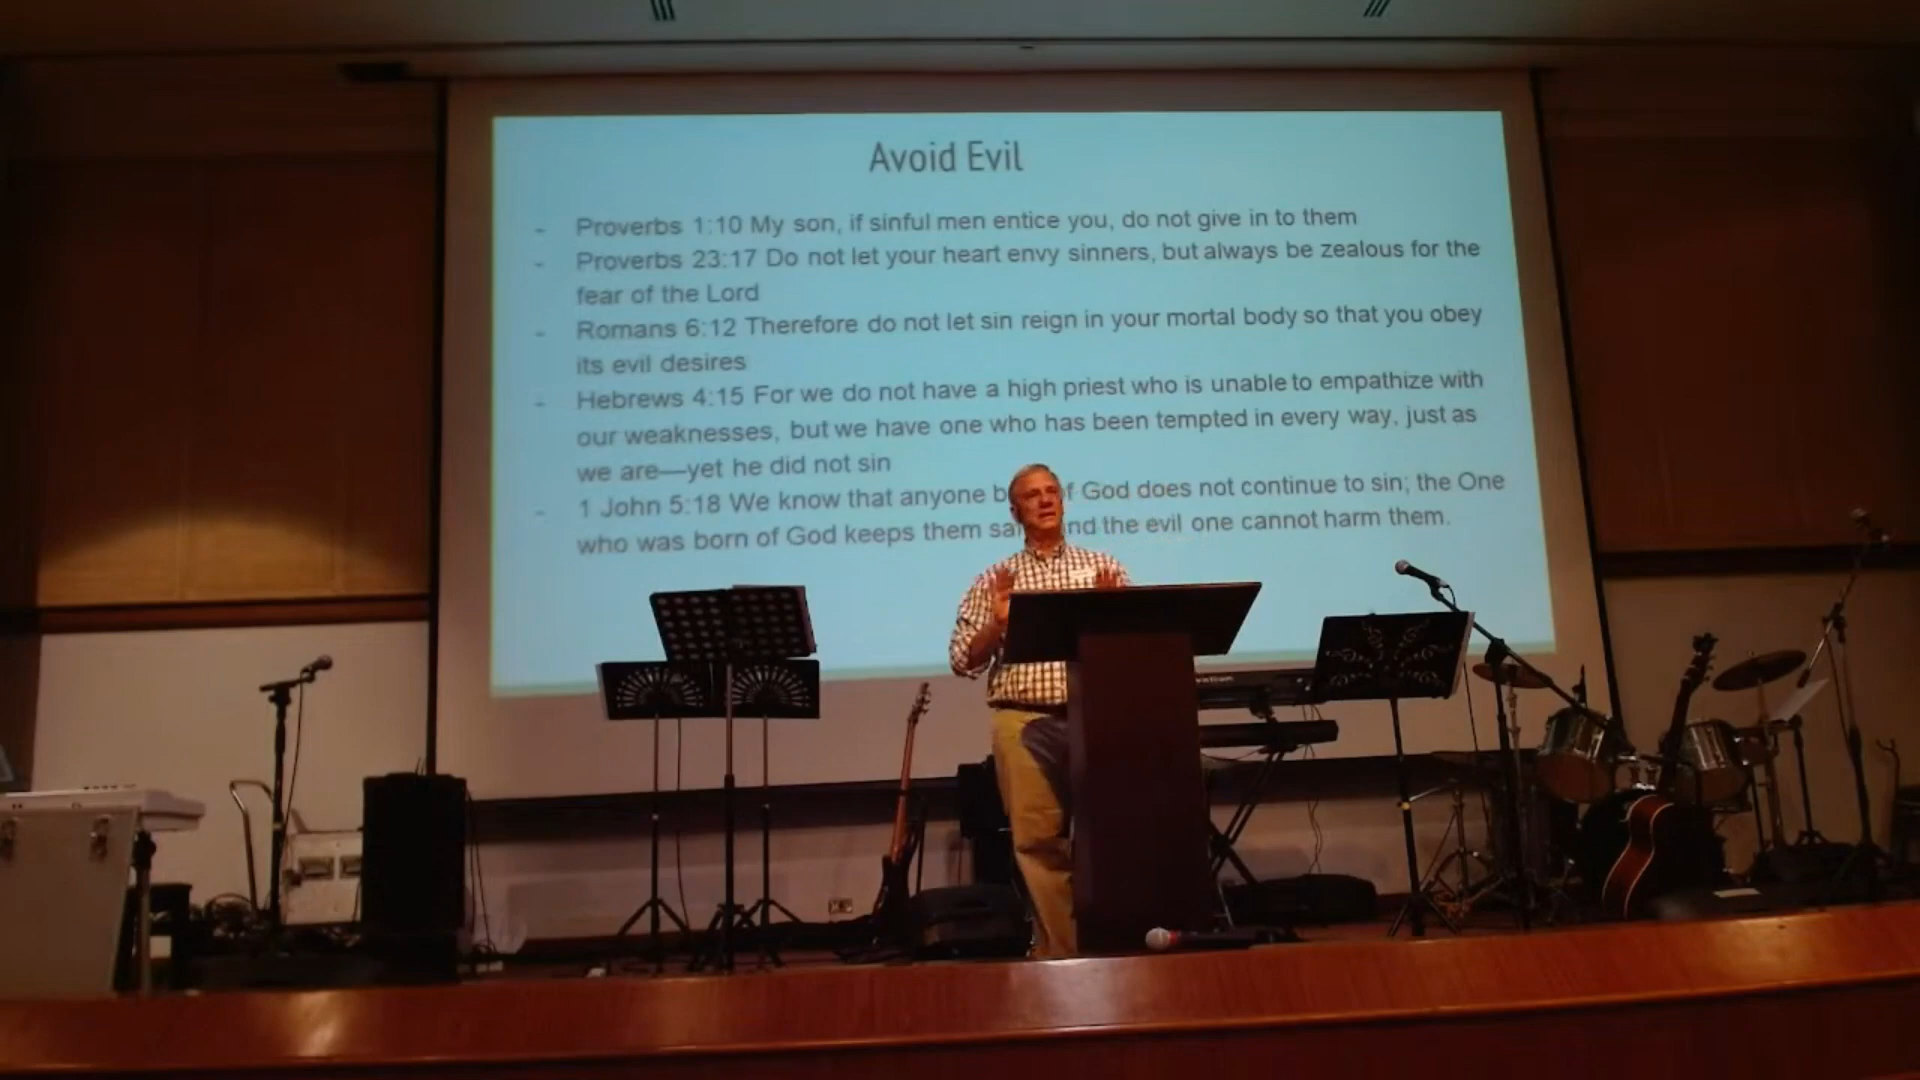 Avoid Evil
- Proverbs 1:10 My son, if sinful men entice you, do not give in to them
- Proverbs 23:17 Do not let your heart envy sinners, but always be zealous for the
fear of the Lord
- Romans 6:12 Therefore do not let sin reign in your mortal body so that you obey
its evil desires
- Hebrews 4:15 For we do not have a high priest who is unable to empathize with
our weaknesses, but we have one who has been tempted in every way, just as
we are—yet he did not sin
- 1 John 5:18 We know that anyone God does not continue to sin; the One
who was born of God keeps them the evil one cannot harm them.